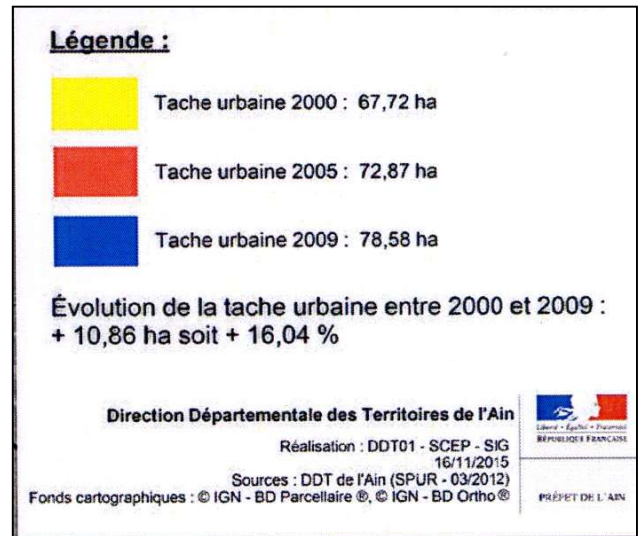 Légende :
Tache urbaine 2000 : 67,72 ha
Tache urbaine 2005 : 72,87 ha
Tache urbaine 2009 : 78,58 ha
Évolution de la tache urbaine entre 2000 et 2009 :
+ 10,86 ha soit + 16,04 %
Direction Départementale des Territoires de l'Ain
Réalisation : DDT01 - SCEP - SIG
16/11/2015
Sources : DDT de l'Ain (SPUR - 03/2012)
Fonds cartographiques : © IGN - BD Parcellaire ®, © IGN - BD Ortho ®
Liberté • Égalité • Fraternité
RÉPUBLIQUE FRANÇAISE
PRÉFET DE L'AIN